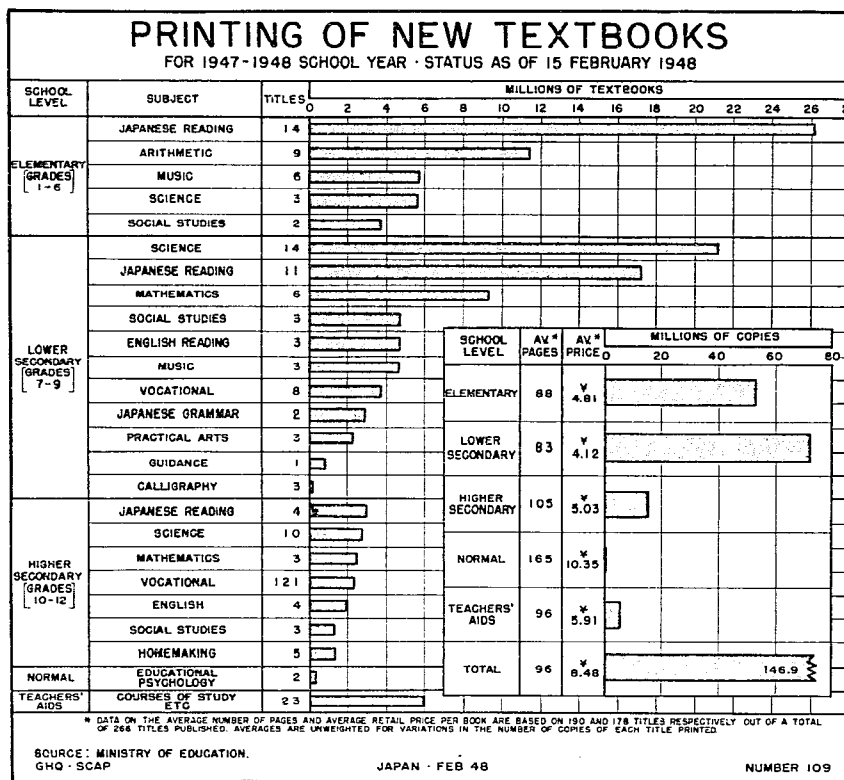 PRINTING OF NEW TEXTBOOKS
FOR 1947-1948 SCHOOL YEAR · STATUS AS OF 15 FEBRUARY 1948
SCHOOL LEVEL SUBJECT TITLES MILLIONS OF TEXTBOOKS
0 2 4 6 8 10 12 14 16 18 20 22 24 26
ELEMENTARY [GRADES 1-6]
JAPANESE READING 14
ARITHMETIC 9
MUSIC 6
SCIENCE 3
SOCIAL STUDIES 2
LOWER SECONDARY [GRADES 7-9]
SCIENCE 14
JAPANESE READING 11
MATHEMATICS 6
SOCIAL STUDIES 3
ENGLISH READING 3
MUSIC 3
VOCATIONAL 8
JAPANESE GRAMMAR 2
PRACTICAL ARTS 3
GUIDANCE 1
CALLIGRAPHY 3
HIGHER SECONDARY [GRADES 10-12]
JAPANESE READING 4
SCIENCE 10
MATHEMATICS 3
VOCATIONAL 121
ENGLISH 4
SOCIAL STUDIES 3
HOMEMAKING 5
NORMAL EDUCATIONAL PSYCHOLOGY 2
TEACHERS' AIDS COURSES OF STUDY ETC 23
SCHOOL LEVEL AV.* PAGES AV.* PRICE MILLIONS OF COPIES
0 20 40 60 80
ELEMENTARY 88 ¥ 4.81
LOWER SECONDARY 83 ¥ 4.12
HIGHER SECONDARY 105 ¥ 5.03
NORMAL 165 ¥ 10.35
TEACHERS' AIDS 96 ¥ 5.91
TOTAL 96 ¥ 8.48 146.9
* DATA ON THE AVERAGE NUMBER OF PAGES AND AVERAGE RETAIL PRICE PER BOOK ARE BASED ON 190 AND 178 TITLES RESPECTIVELY OUT OF A TOTAL
OF 266 TITLES PUBLISHED. AVERAGES ARE UNWEIGHTED FOR VARIATIONS IN THE NUMBER OF COPIES OF EACH TITLE PRINTED.
SOURCE: MINISTRY OF EDUCATION.
GHQ - SCAP JAPAN - FEB 48 NUMBER 109